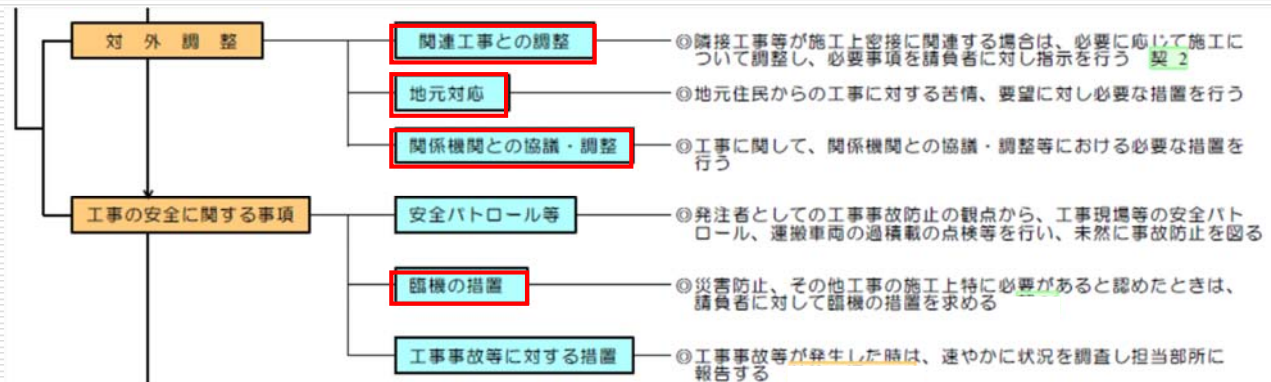 対外調整
関連工事との調整
◎隣接工事等が施工上密接に関連する場合は、必要に応じて施工に
ついて調整し、必要事項を請負者に対し指示を行う 契 2
地元対応
◎地元住民からの工事に対する苦情、要望に対し必要な措置を行う
関係機関との協議・調整
◎工事に関して、関係機関との協議・調整等における必要な措置を
行う
工事の安全に関する事項
安全パトロール等
◎発注者としての工事事故防止の観点から、工事現場等の安全パト
ロール、運搬車両の過積載の点検等を行い、未然に事故防止を図る
臨機の措置
◎災害防止、その他工事の施工上特に必要があると認めたときは、
請負者に対して臨機の措置を求める
工事事故等に対する措置
◎工事事故等が発生した時は、速やかに状況を調査し担当部所に
報告する